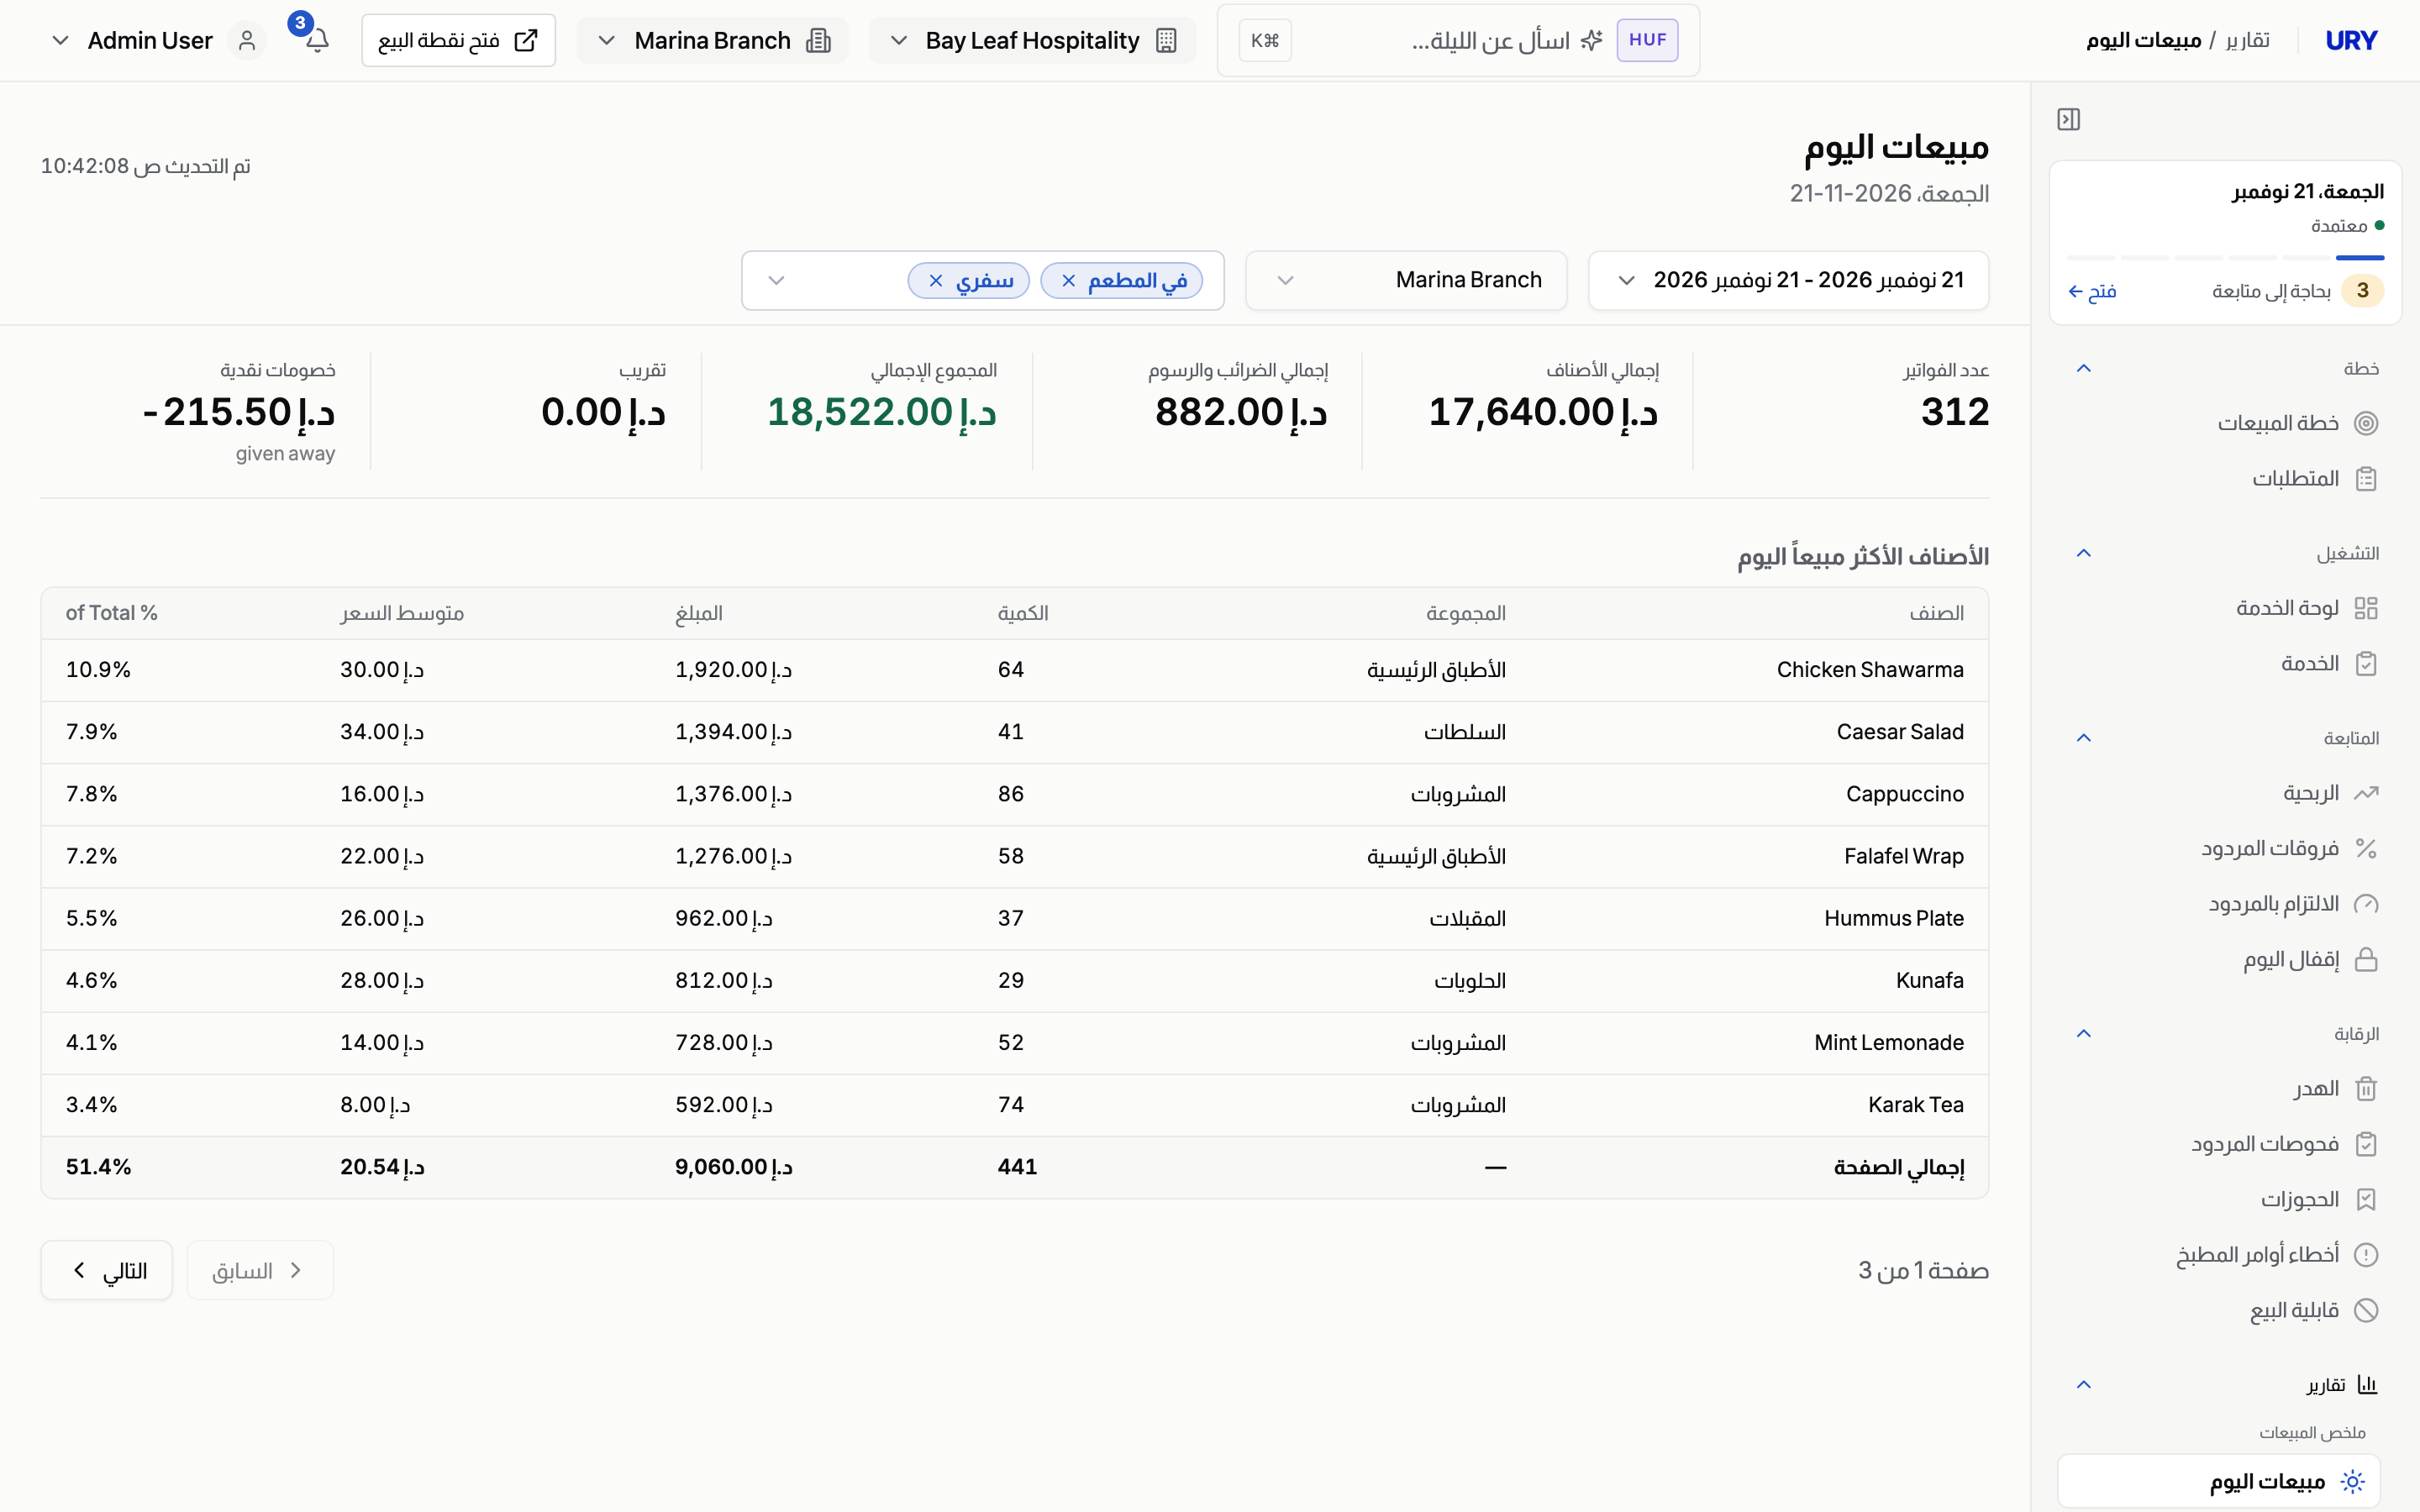 URY
تقارير / مبيعات اليوم
HUF
اسأل عن الليلة...
⌘K
Bay Leaf Hospitality
Marina Branch
فتح نقطة البيع
3
Admin User
الجمعة، 21 نوفمبر
معتمدة
3 بحاجة إلى متابعة
فتح ←
خطة
خطة المبيعات
المتطلبات
التشغيل
لوحة الخدمة
الخدمة
المتابعة
الربحية
فروقات المردود
الالتزام بالمردود
إقفال اليوم
الرقابة
الهدر
فحوصات المردود
الحجوزات
أخطاء أوامر المطبخ
قابلية البيع
تقارير
ملخص المبيعات
مبيعات اليوم
مبيعات اليوم
الجمعة، 2026-11-21
تم التحديث ص 10:42:08
21 نوفمبر 2026 - 21 نوفمبر 2026
Marina Branch
في المطعم ×
سفري ×
عدد الفواتير
312
إجمالي الأصناف
د.إ 17,640.00
إجمالي الضرائب والرسوم
د.إ 882.00
المجموع الإجمالي
د.إ 18,522.00
تقريب
د.إ 0.00
خصومات نقدية
د.إ 215.50-
given away
الأصناف الأكثر مبيعاً اليوم
الصنف المجموعة الكمية المبلغ متوسط السعر % of Total
Chicken Shawarma الأطباق الرئيسية 64 د.إ 1,920.00 د.إ 30.00 10.9%
Caesar Salad السلطات 41 د.إ 1,394.00 د.إ 34.00 7.9%
Cappuccino المشروبات 86 د.إ 1,376.00 د.إ 16.00 7.8%
Falafel Wrap الأطباق الرئيسية 58 د.إ 1,276.00 د.إ 22.00 7.2%
Hummus Plate المقبلات 37 د.إ 962.00 د.إ 26.00 5.5%
Kunafa الحلويات 29 د.إ 812.00 د.إ 28.00 4.6%
Mint Lemonade المشروبات 52 د.إ 728.00 د.إ 14.00 4.1%
Karak Tea المشروبات 74 د.إ 592.00 د.إ 8.00 3.4%
إجمالي الصفحة — 441 د.إ 9,060.00 د.إ 20.54 51.4%
صفحة 1 من 3
السابق
التالي